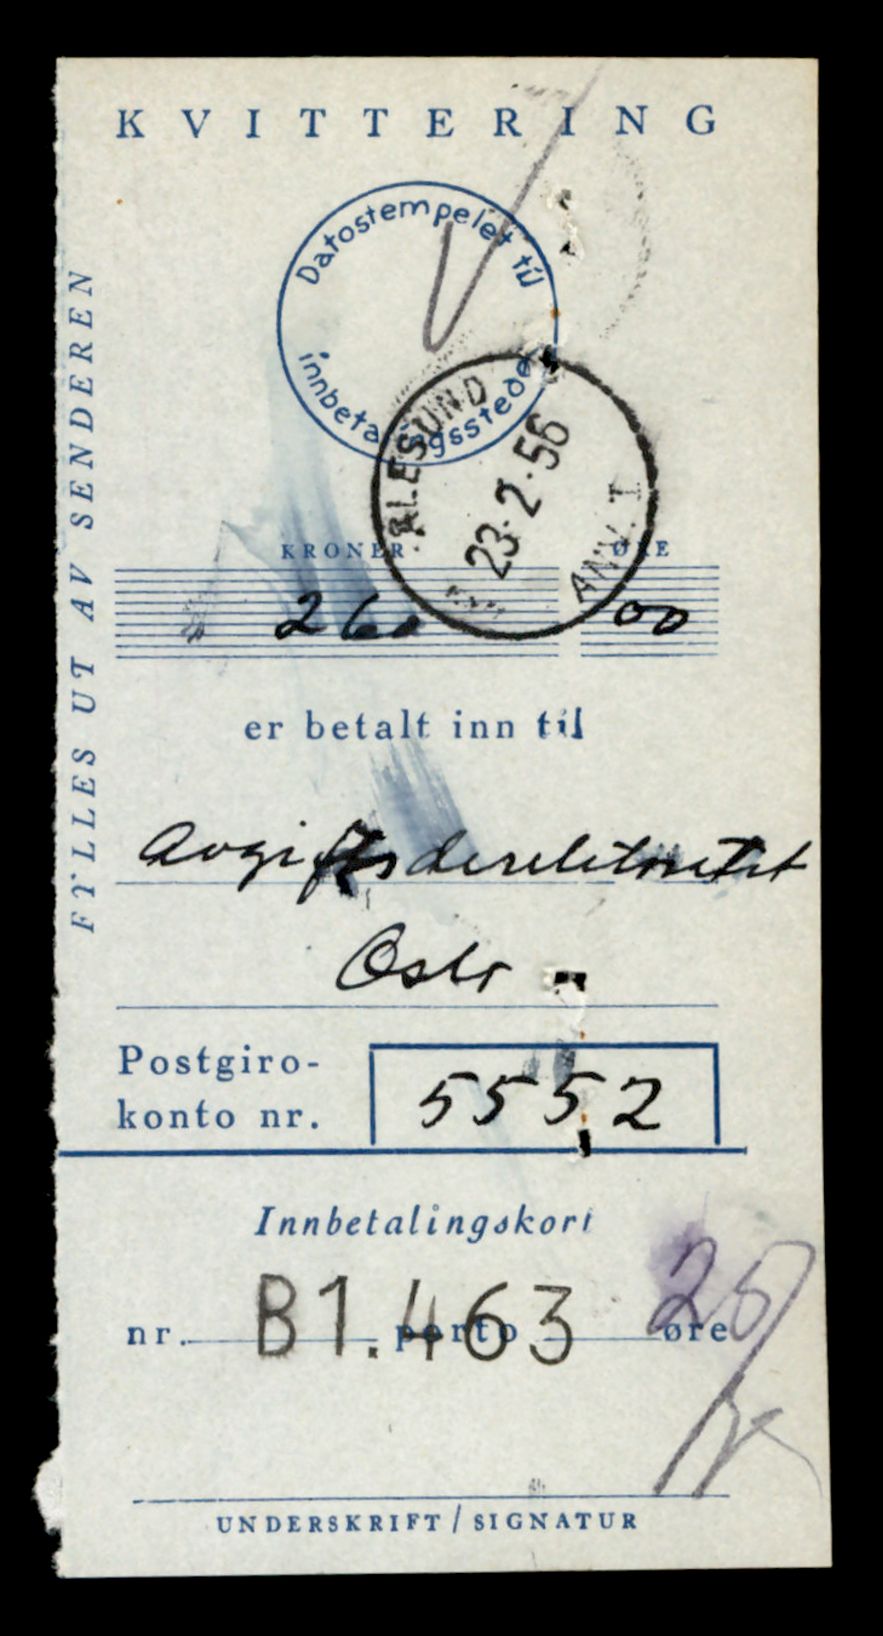 KVITTERING
Datostempelet til
innbetalingsstedet
FYLLES UT AV SENDEREN
ÅLESUND
23.2.56
ANV. I
KRONER ØRE
260 00
er betalt inn til
Avgiftsdirektoratet
Oslo
Postgiro-
konto nr. 5552
Innbetalingskort
nr. B1.463 porto 25 øre
UNDERSKRIFT / SIGNATUR